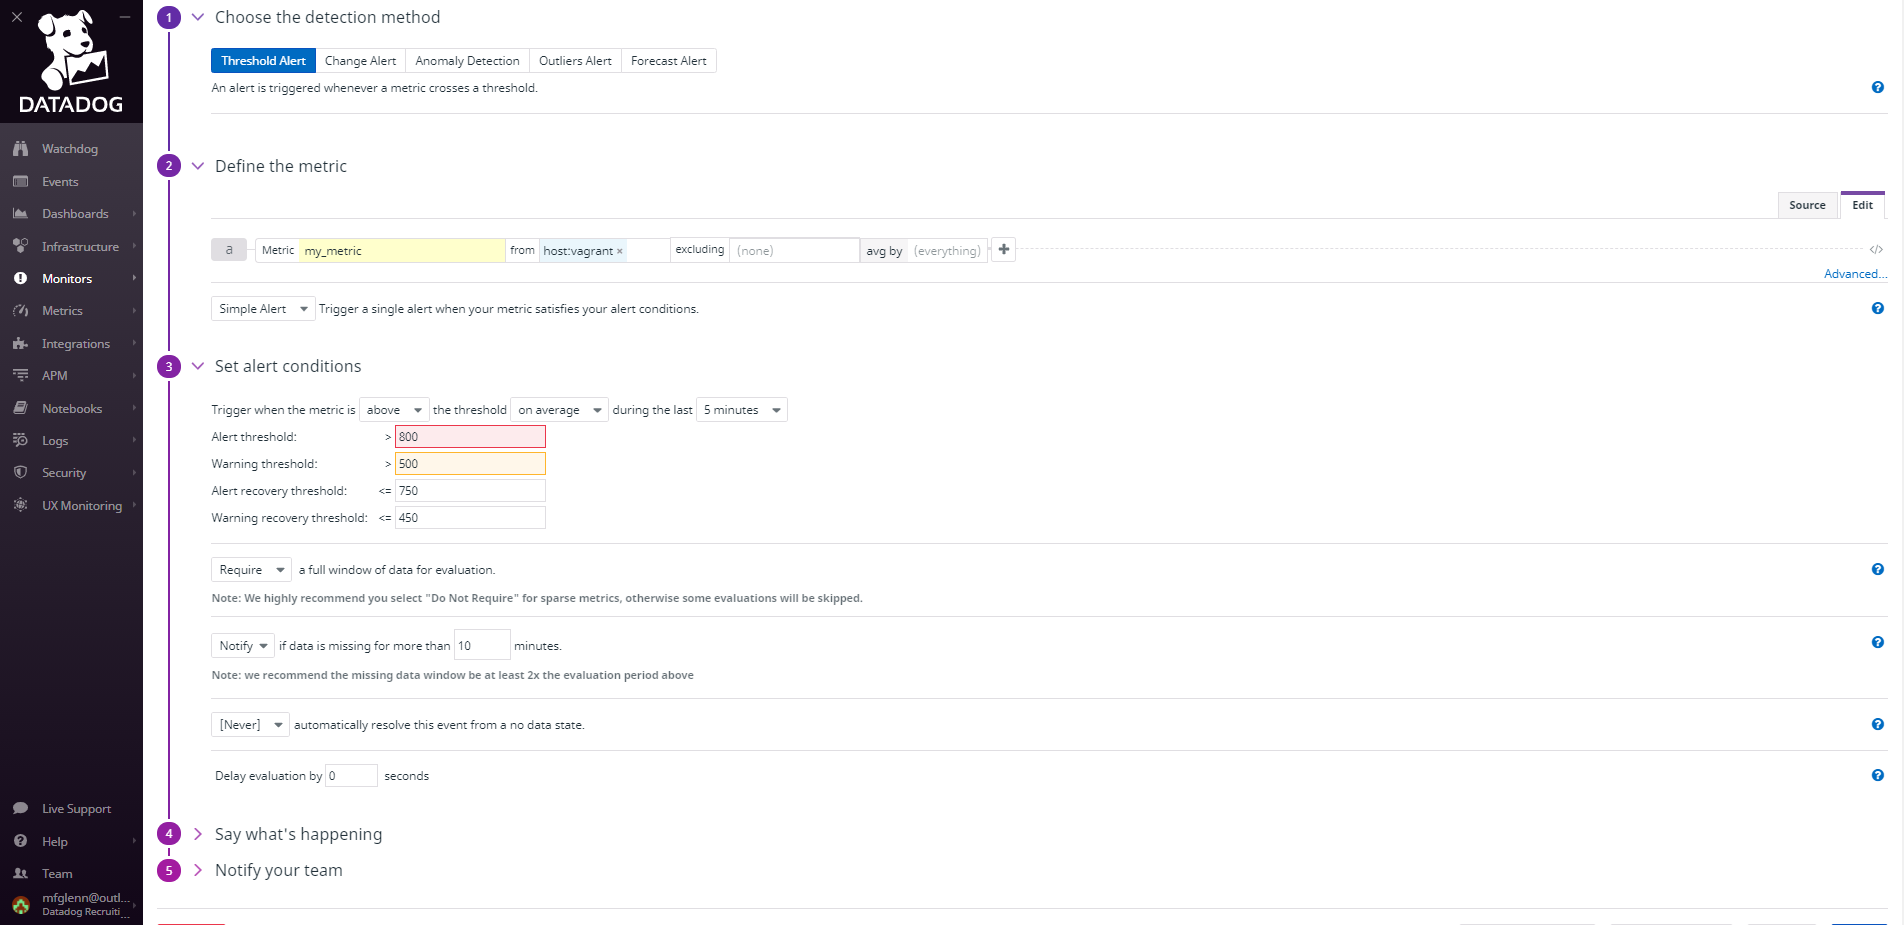 DATADOG
Watchdog
Events
Dashboards
Infrastructure
Monitors
Metrics
Integrations
APM
Notebooks
Logs
Security
UX Monitoring
Live Support
Help
Team
mfglenn@outl...
Datadog Recruiti...
1 Choose the detection method
Threshold Alert Change Alert Anomaly Detection Outliers Alert Forecast Alert
An alert is triggered whenever a metric crosses a threshold.
2 Define the metric
Source Edit
a Metric my_metric from host:vagrant × excluding (none) avg by (everything) +
Advanced...
Simple Alert Trigger a single alert when your metric satisfies your alert conditions.
3 Set alert conditions
Trigger when the metric is above the threshold on average during the last 5 minutes
Alert threshold: > 800
Warning threshold: > 500
Alert recovery threshold: <= 750
Warning recovery threshold: <= 450
Require a full window of data for evaluation.
Note: We highly recommend you select "Do Not Require" for sparse metrics, otherwise some evaluations will be skipped.
Notify if data is missing for more than 10 minutes.
Note: we recommend the missing data window be at least 2x the evaluation period above
[Never] automatically resolve this event from a no data state.
Delay evaluation by 0 seconds
4 Say what's happening
5 Notify your team